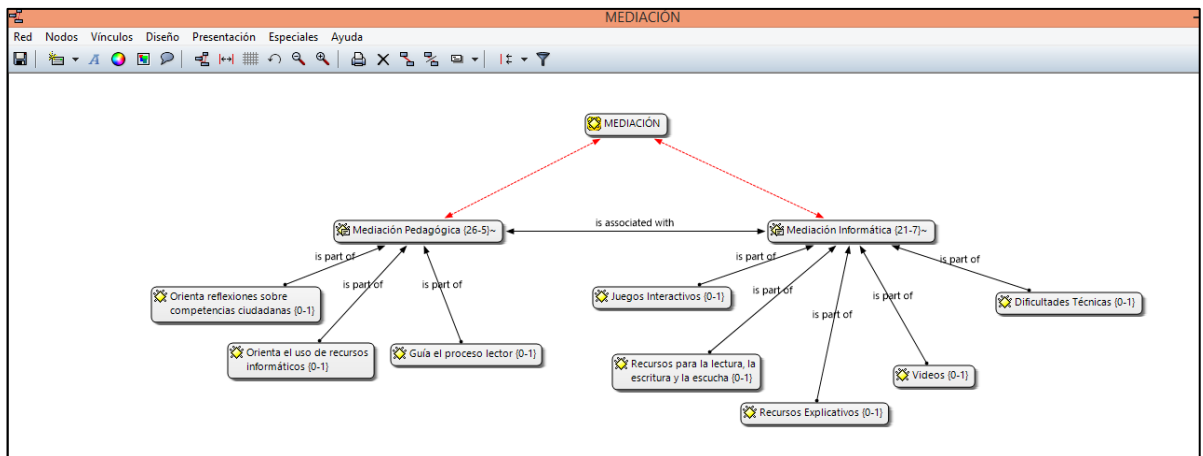 MEDIACIÓN
Red Nodos Vínculos Diseño Presentación Especiales Ayuda
MEDIACIÓN
Mediación Pedagógica {26-5}~
is associated with
Mediación Informática {21-7}~
is part of
is part of
is part of
is part of
is part of
is part of
is part of
is part of
Orienta reflexiones sobre
competencias ciudadanas {0-1}
Juegos Interactivos {0-1}
Dificultades Técnicas {0-1}
Orienta el uso de recursos
informáticos {0-1}
Guía el proceso lector {0-1}
Recursos para la lectura, la
escritura y la escucha {0-1}
Videos {0-1}
Recursos Explicativos {0-1}